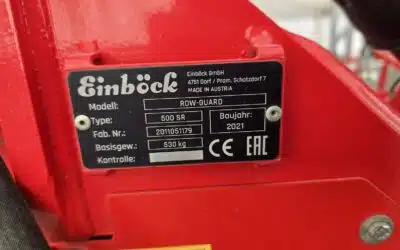 Einböck
Einböck GmbH
4751 Dorf / Pram, Schatzdorf 7
MADE IN AUSTRIA
Modell: ROW-GUARD
Type: 500 SR
Baujahr:
2021
Fab. Nr.: 2011051179
Basisgew.: 530 kg
Kontrolle:
CE EAC